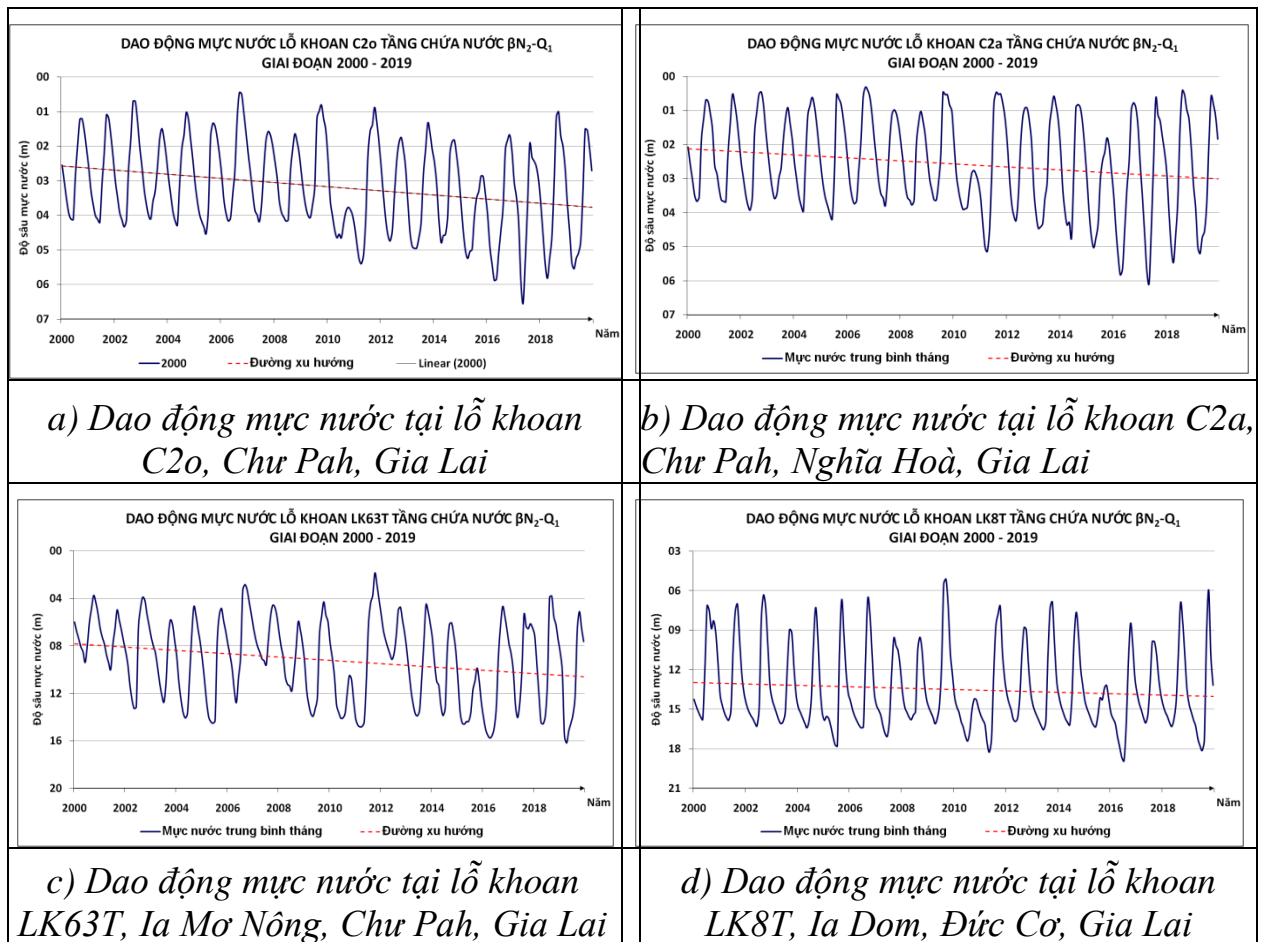 DAO ĐỘNG MỰC NƯỚC LỖ KHOAN C2o TẦNG CHỨA NƯỚC βN₂-Q₁
GIAI ĐOẠN 2000 - 2019
Độ sâu mực nước (m)
00
01
02
03
04
05
06
07
2000 2002 2004 2006 2008 2010 2012 2014 2016 2018 Năm
2000 Đường xu hướng Linear (2000)
a) Dao động mực nước tại lỗ khoan
C2o, Chư Pah, Gia Lai
DAO ĐỘNG MỰC NƯỚC LỖ KHOAN C2a TẦNG CHỨA NƯỚC βN₂-Q₁
GIAI ĐOẠN 2000 - 2019
Độ sâu mực nước (m)
00
01
02
03
04
05
06
07
2000 2002 2004 2006 2008 2010 2012 2014 2016 2018 Năm
Mực nước trung bình tháng Đường xu hướng
b) Dao động mực nước tại lỗ khoan C2a,
Chư Pah, Nghĩa Hoà, Gia Lai
DAO ĐỘNG MỰC NƯỚC LỖ KHOAN LK63T TẦNG CHỨA NƯỚC βN₂-Q₁
GIAI ĐOẠN 2000 - 2019
Độ sâu mực nước (m)
00
04
08
12
16
20
2000 2002 2004 2006 2008 2010 2012 2014 2016 2018 Năm
Mực nước trung bình tháng Đường xu hướng
c) Dao động mực nước tại lỗ khoan
LK63T, Ia Mơ Nông, Chư Pah, Gia Lai
DAO ĐỘNG MỰC NƯỚC LỖ KHOAN LK8T TẦNG CHỨA NƯỚC βN₂-Q₁
GIAI ĐOẠN 2000 - 2019
Độ sâu mực nước (m)
03
06
09
12
15
18
21
2000 2002 2004 2006 2008 2010 2012 2014 2016 2018 Năm
Mực nước trung bình tháng Đường xu hướng
d) Dao động mực nước tại lỗ khoan
LK8T, Ia Dom, Đức Cơ, Gia Lai